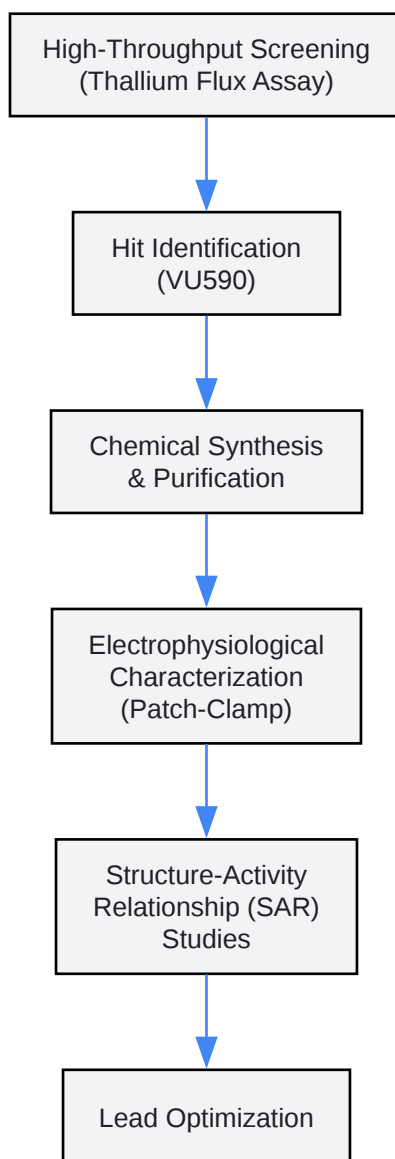 High-Throughput Screening
(Thallium Flux Assay)
Hit Identification
(VU590)
Chemical Synthesis
& Purification
Electrophysiological
Characterization
(Patch-Clamp)
Structure-Activity
Relationship (SAR)
Studies
Lead Optimization